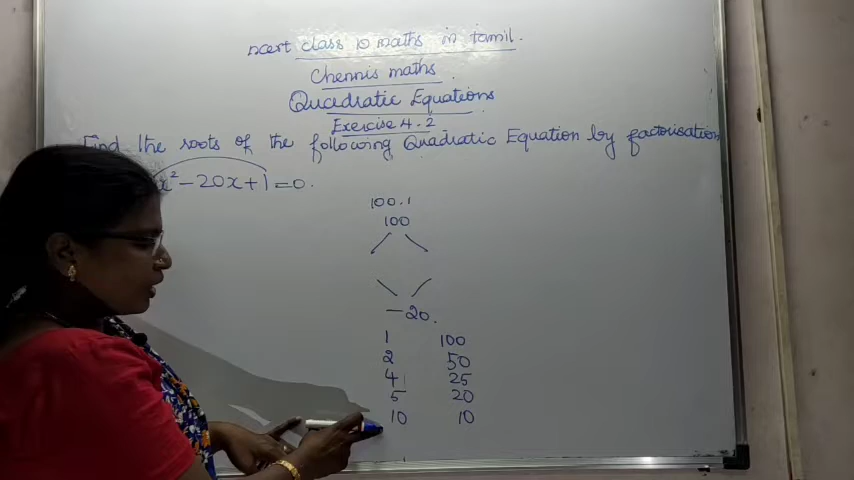 ncert class 10 maths in tamil.
Chennis maths
Quadratic Equations
Exercise 4.2
Find the roots of the following Quadratic Equation by factorisation
x² - 20x + 1 = 0.
100.1
100
-20.
1 100
2 50
4 25
5 20
10 10